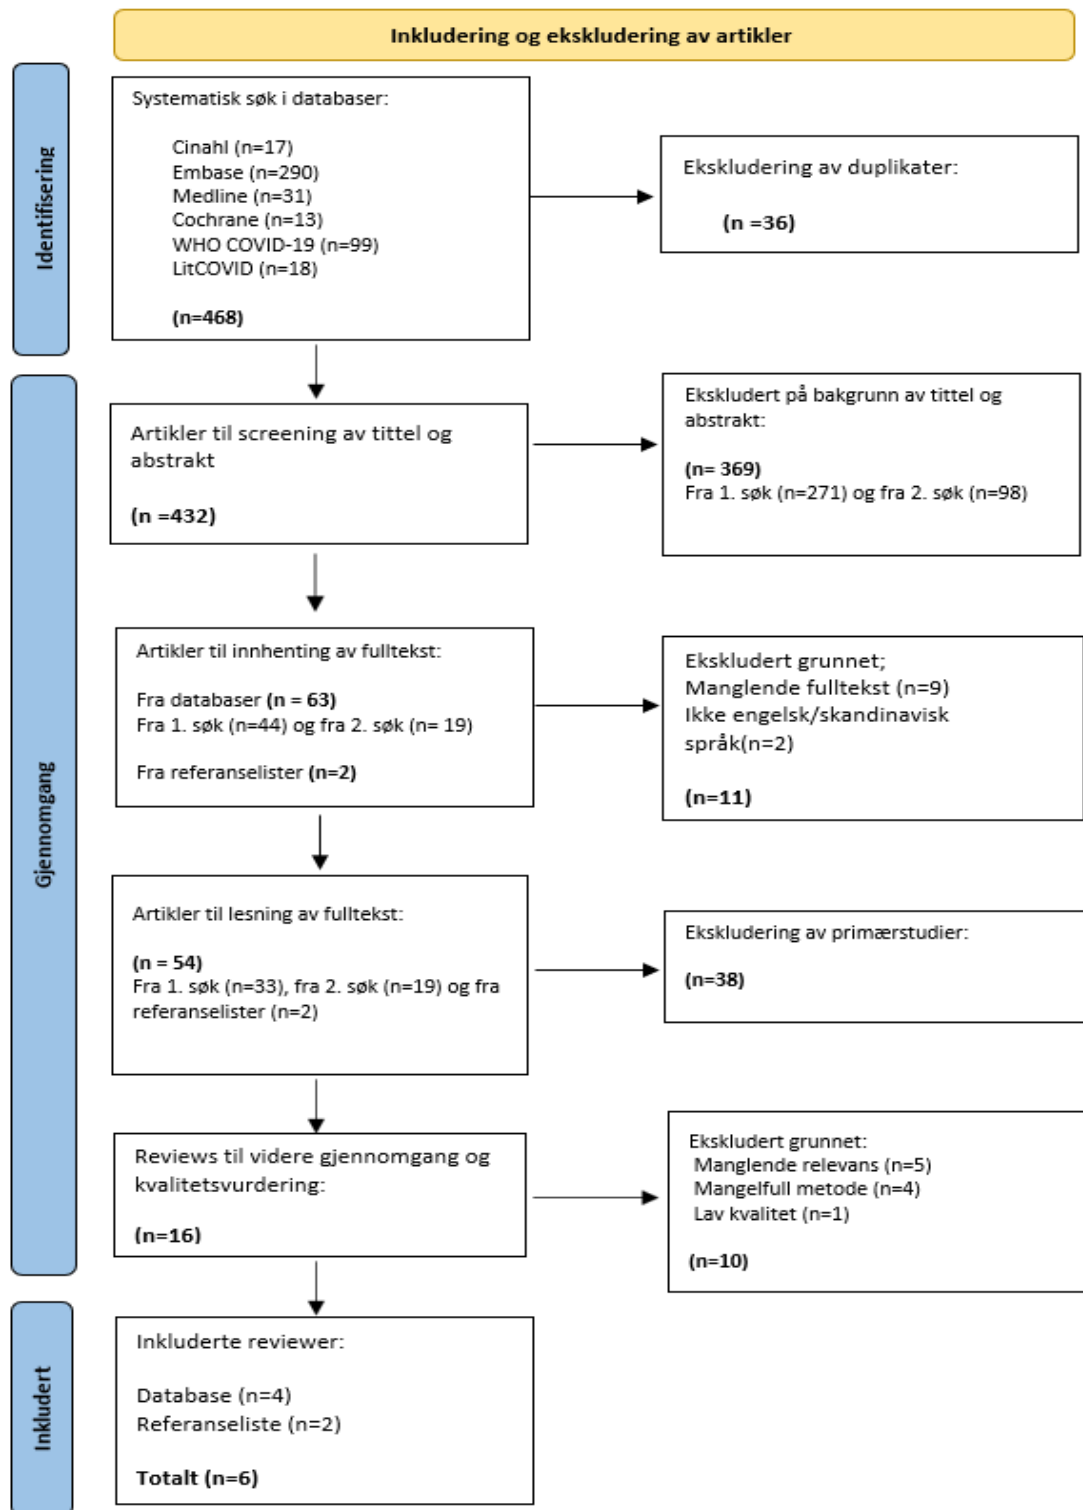 Inkludering og ekskludering av artikler
Identifisering
Systematisk søk i databaser:
Cinahl (n=17)
Embase (n=290)
Medline (n=31)
Cochrane (n=13)
WHO COVID-19 (n=99)
LitCOVID (n=18)
(n=468)
Ekskludering av duplikater:
(n =36)
Gjennomgang
Artikler til screening av tittel og
abstrakt
(n =432)
Ekskludert på bakgrunn av tittel og
abstrakt:
(n= 369)
Fra 1. søk (n=271) og fra 2. søk (n=98)
Artikler til innhenting av fulltekst:
Fra databaser (n = 63)
Fra 1. søk (n=44) og fra 2. søk (n= 19)
Fra referanselister (n=2)
Ekskludert grunnet;
Manglende fulltekst (n=9)
Ikke engelsk/skandinavisk
språk(n=2)
(n=11)
Artikler til lesning av fulltekst:
(n = 54)
Fra 1. søk (n=33), fra 2. søk (n=19) og fra
referanselister (n=2)
Ekskludering av primærstudier:
(n=38)
Reviews til videre gjennomgang og
kvalitetsvurdering:
(n=16)
Ekskludert grunnet:
Manglende relevans (n=5)
Mangelfull metode (n=4)
Lav kvalitet (n=1)
(n=10)
Inkludert
Inkluderte reviewer:
Database (n=4)
Referanseliste (n=2)
Totalt (n=6)